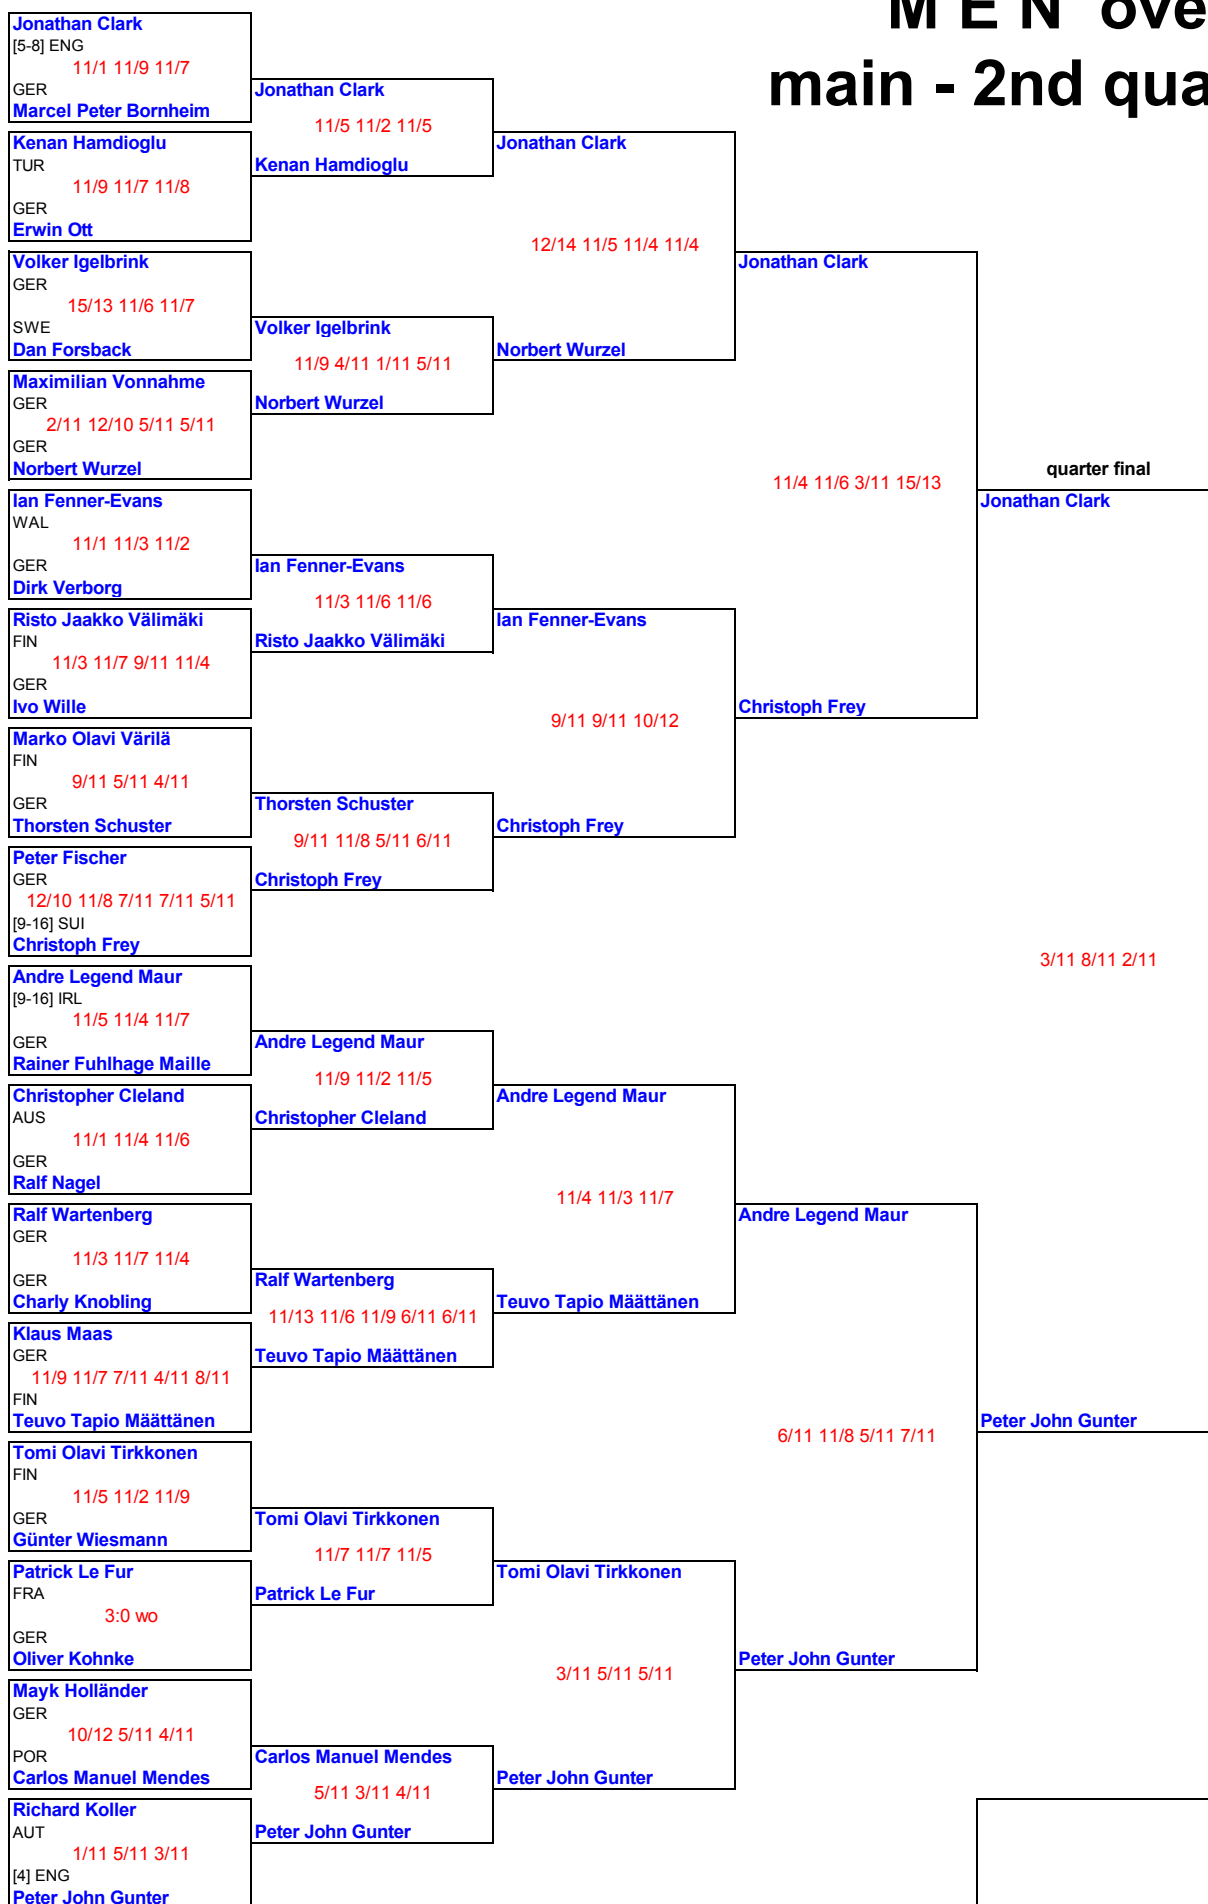 M E N ove
main - 2nd qua
Jonathan Clark
[5-8] ENG
11/1 11/9 11/7
GER
Marcel Peter Bornheim
Kenan Hamdioglu
TUR
11/9 11/7 11/8
GER
Erwin Ott
Volker Igelbrink
GER
15/13 11/6 11/7
SWE
Dan Forsback
Maximilian Vonnahme
GER
2/11 12/10 5/11 5/11
GER
Norbert Wurzel
Ian Fenner-Evans
WAL
11/1 11/3 11/2
GER
Dirk Verborg
Risto Jaakko Välimäki
FIN
11/3 11/7 9/11 11/4
GER
Ivo Wille
Marko Olavi Värilä
FIN
9/11 5/11 4/11
GER
Thorsten Schuster
Peter Fischer
GER
12/10 11/8 7/11 7/11 5/11
[9-16] SUI
Christoph Frey
Andre Legend Maur
[9-16] IRL
11/5 11/4 11/7
GER
Rainer Fuhlhage Maille
Christopher Cleland
AUS
11/1 11/4 11/6
GER
Ralf Nagel
Ralf Wartenberg
GER
11/3 11/7 11/4
GER
Charly Knobling
Klaus Maas
GER
11/9 11/7 7/11 4/11 8/11
FIN
Teuvo Tapio Määttänen
Tomi Olavi Tirkkonen
FIN
11/5 11/2 11/9
GER
Günter Wiesmann
Patrick Le Fur
FRA
3:0 wo
GER
Oliver Kohnke
Mayk Holländer
GER
10/12 5/11 4/11
POR
Carlos Manuel Mendes
Richard Koller
AUT
1/11 5/11 3/11
[4] ENG
Peter John Gunter
Jonathan Clark
11/5 11/2 11/5
Kenan Hamdioglu
Volker Igelbrink
11/9 4/11 1/11 5/11
Norbert Wurzel
Ian Fenner-Evans
11/3 11/6 11/6
Risto Jaakko Välimäki
Thorsten Schuster
9/11 11/8 5/11 6/11
Christoph Frey
Andre Legend Maur
11/9 11/2 11/5
Christopher Cleland
Ralf Wartenberg
11/13 11/6 11/9 6/11 6/11
Teuvo Tapio Määttänen
Tomi Olavi Tirkkonen
11/7 11/7 11/5
Patrick Le Fur
Carlos Manuel Mendes
5/11 3/11 4/11
Peter John Gunter
Jonathan Clark
12/14 11/5 11/4 11/4
Norbert Wurzel
Ian Fenner-Evans
9/11 9/11 10/12
Christoph Frey
Andre Legend Maur
11/4 11/3 11/7
Teuvo Tapio Määttänen
Tomi Olavi Tirkkonen
3/11 5/11 5/11
Peter John Gunter
Jonathan Clark
11/4 11/6 3/11 15/13
Christoph Frey
Andre Legend Maur
6/11 11/8 5/11 7/11
Peter John Gunter
quarter final
Jonathan Clark
3/11 8/11 2/11
Peter John Gunter